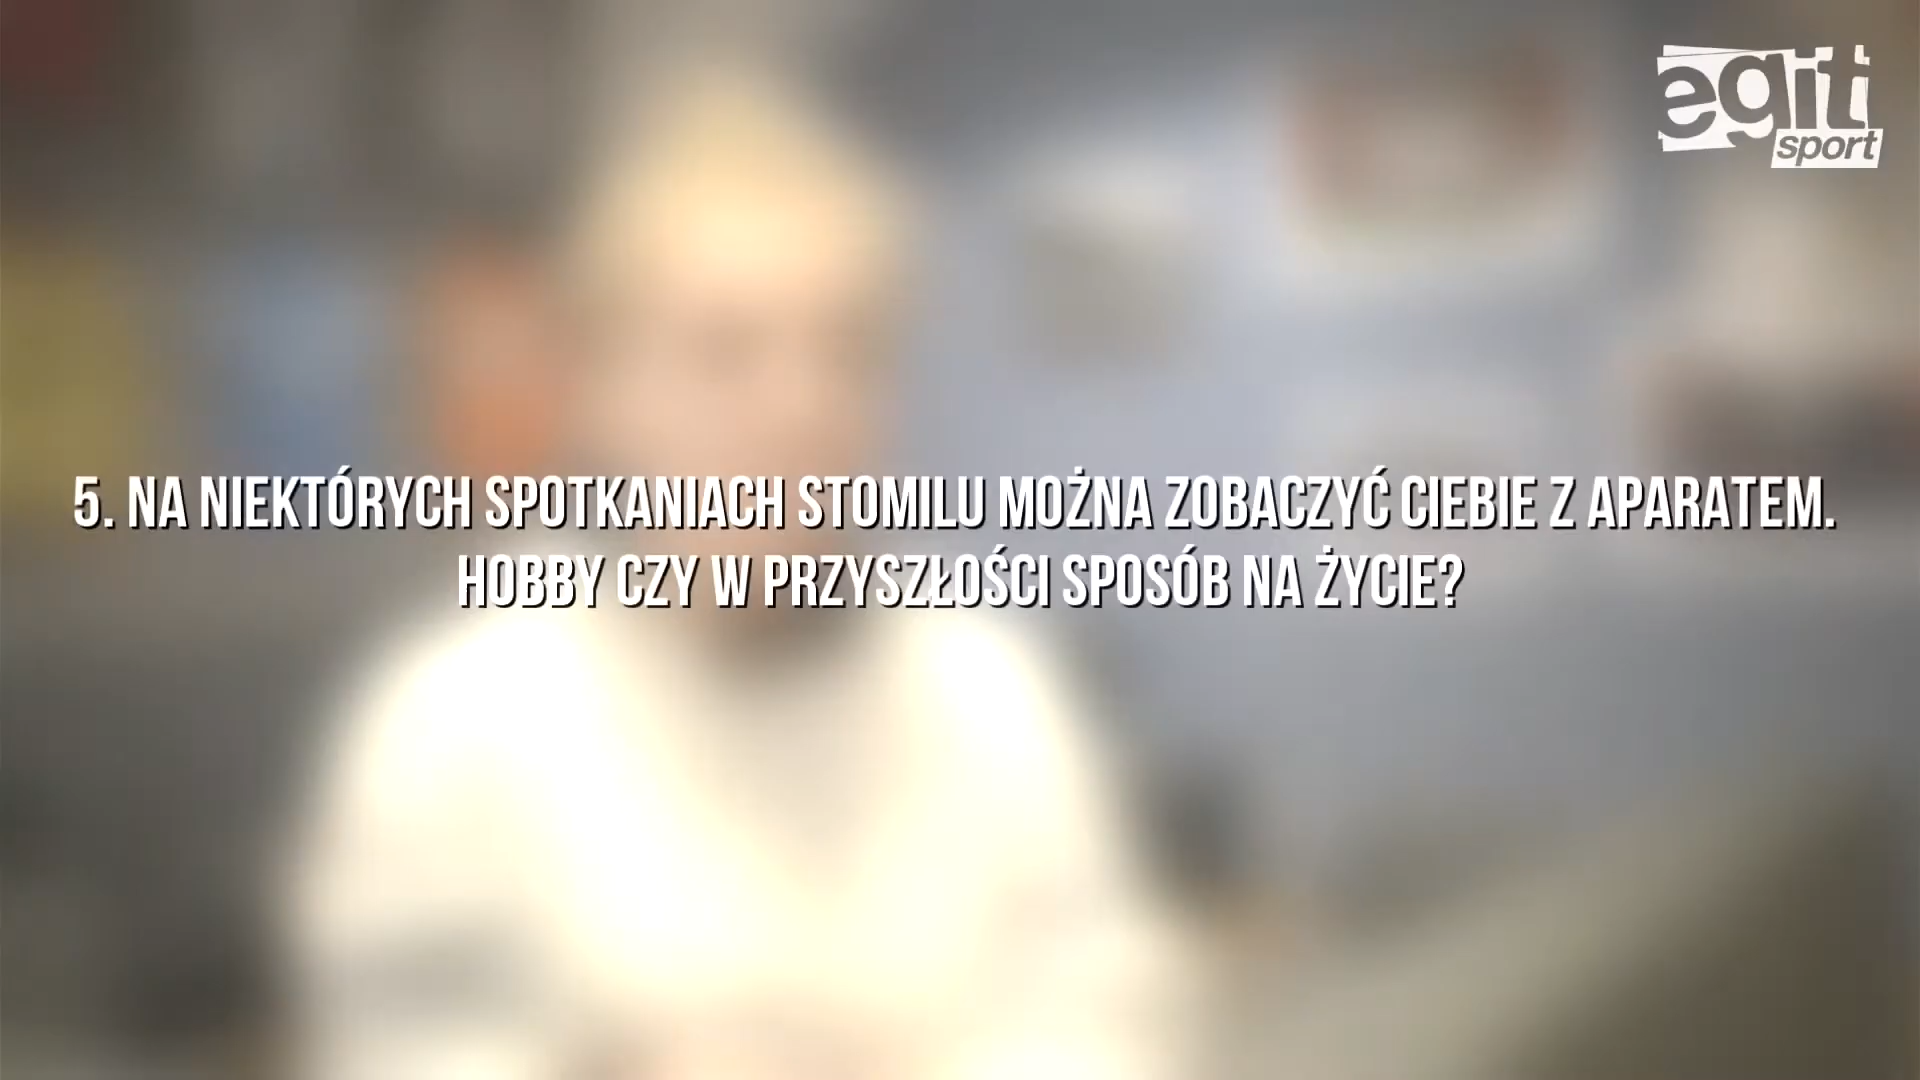 egit
sport
5. NA NIEKTÓRYCH SPOTKANIACH STOMILU MOŻNA ZOBACZYĆ CIEBIE Z APARATEM.
HOBBY CZY W PRZYSZŁOŚCI SPOSÓB NA ŻYCIE?